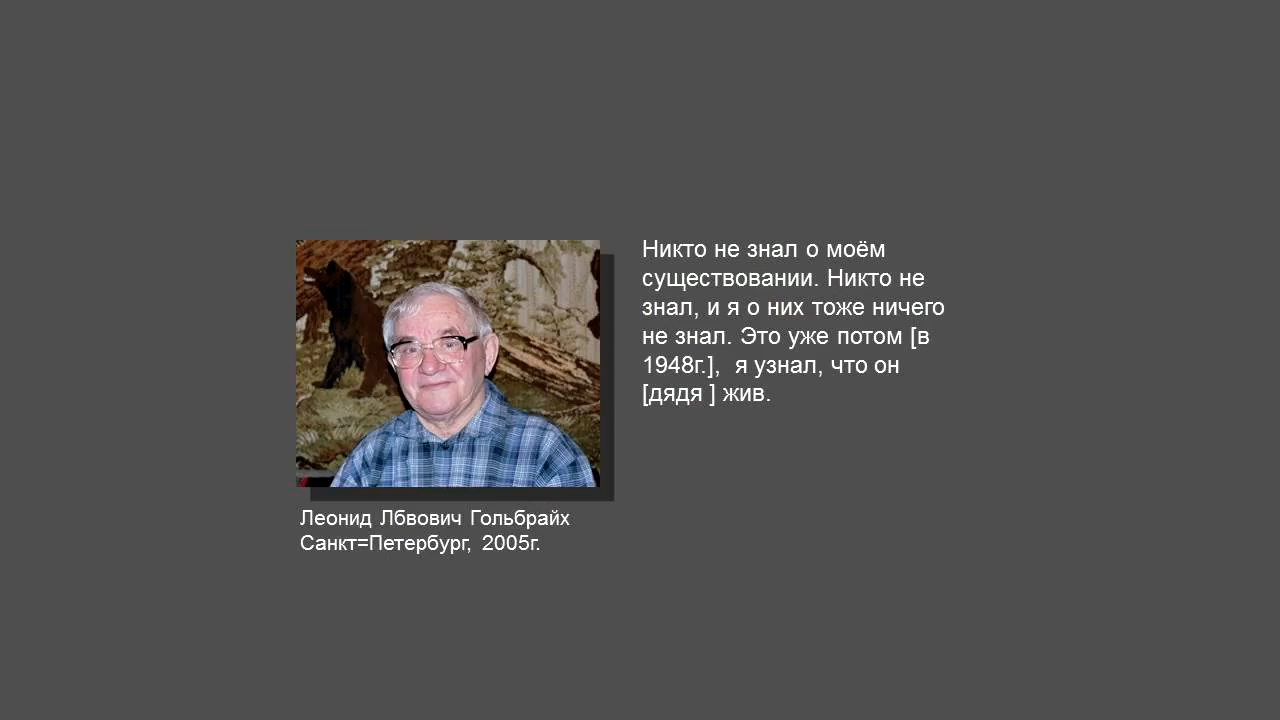 Никто не знал о моём
существовании. Никто не
знал, и я о них тоже ничего
не знал. Это уже потом [в
1948г.],  я узнал, что он
[дядя ] жив.
Леонид Лбвович Гольбрайх
Санкт=Петербург, 2005г.